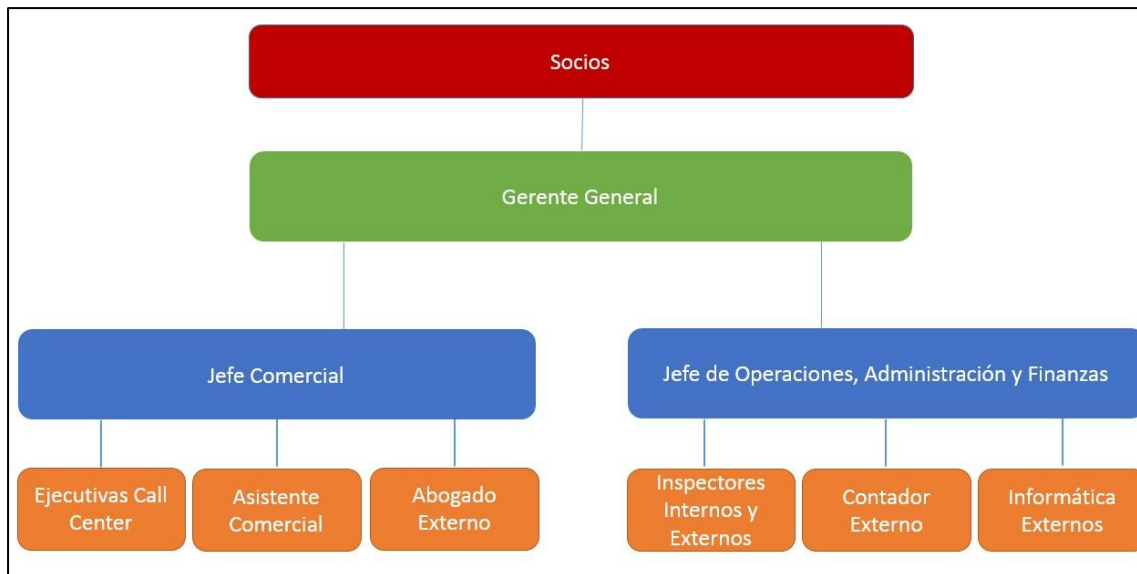 Socios
Gerente General
Jefe Comercial
Jefe de Operaciones, Administración y Finanzas
Ejecutivas Call
Center
Asistente
Comercial
Abogado
Externo
Inspectores
Internos y
Externos
Contador
Externo
Informática
Externos